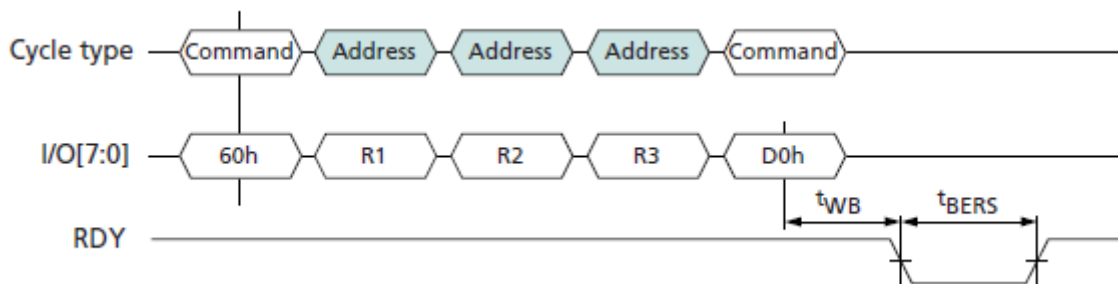 Cycle type Command Address Address Address Command
I/O[7:0] 60h R1 R2 R3 D0h
tWB tBERS
RDY